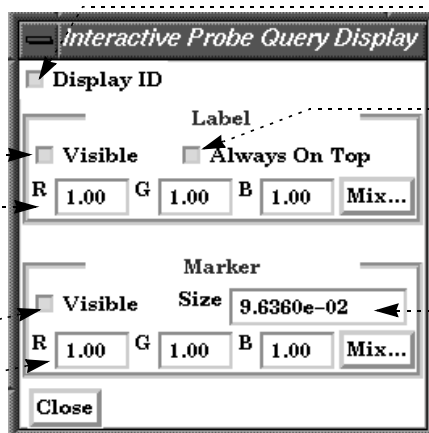 Interactive Probe Query Display
Display ID
Label
Visible Always On Top
R 1.00 G 1.00 B 1.00 Mix...
Marker
Visible Size 9.6360e–02
R 1.00 G 1.00 B 1.00 Mix...
Close